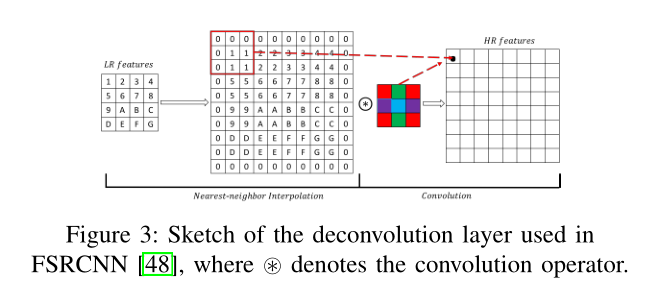 LR features
1 2 3 4
5 6 7 8
9 A B C
D E F G
0 0 0 0 0 0 0 0 0 0
0 1 1 2 2 3 3 4 4 0
0 1 1 2 2 3 3 4 4 0
0 5 5 6 6 7 7 8 8 0
0 5 5 6 6 7 7 8 8 0
0 9 9 A A B B C C 0
0 9 9 A A B B C C 0
0 D D E E F F G G 0
0 D D E E F F G G 0
0 0 0 0 0 0 0 0 0 0
⊛
HR features
Nearest-neighbor Interpolation
Convolution
Figure 3: Sketch of the deconvolution layer used in
FSRCNN [48], where ⊛ denotes the convolution operator.